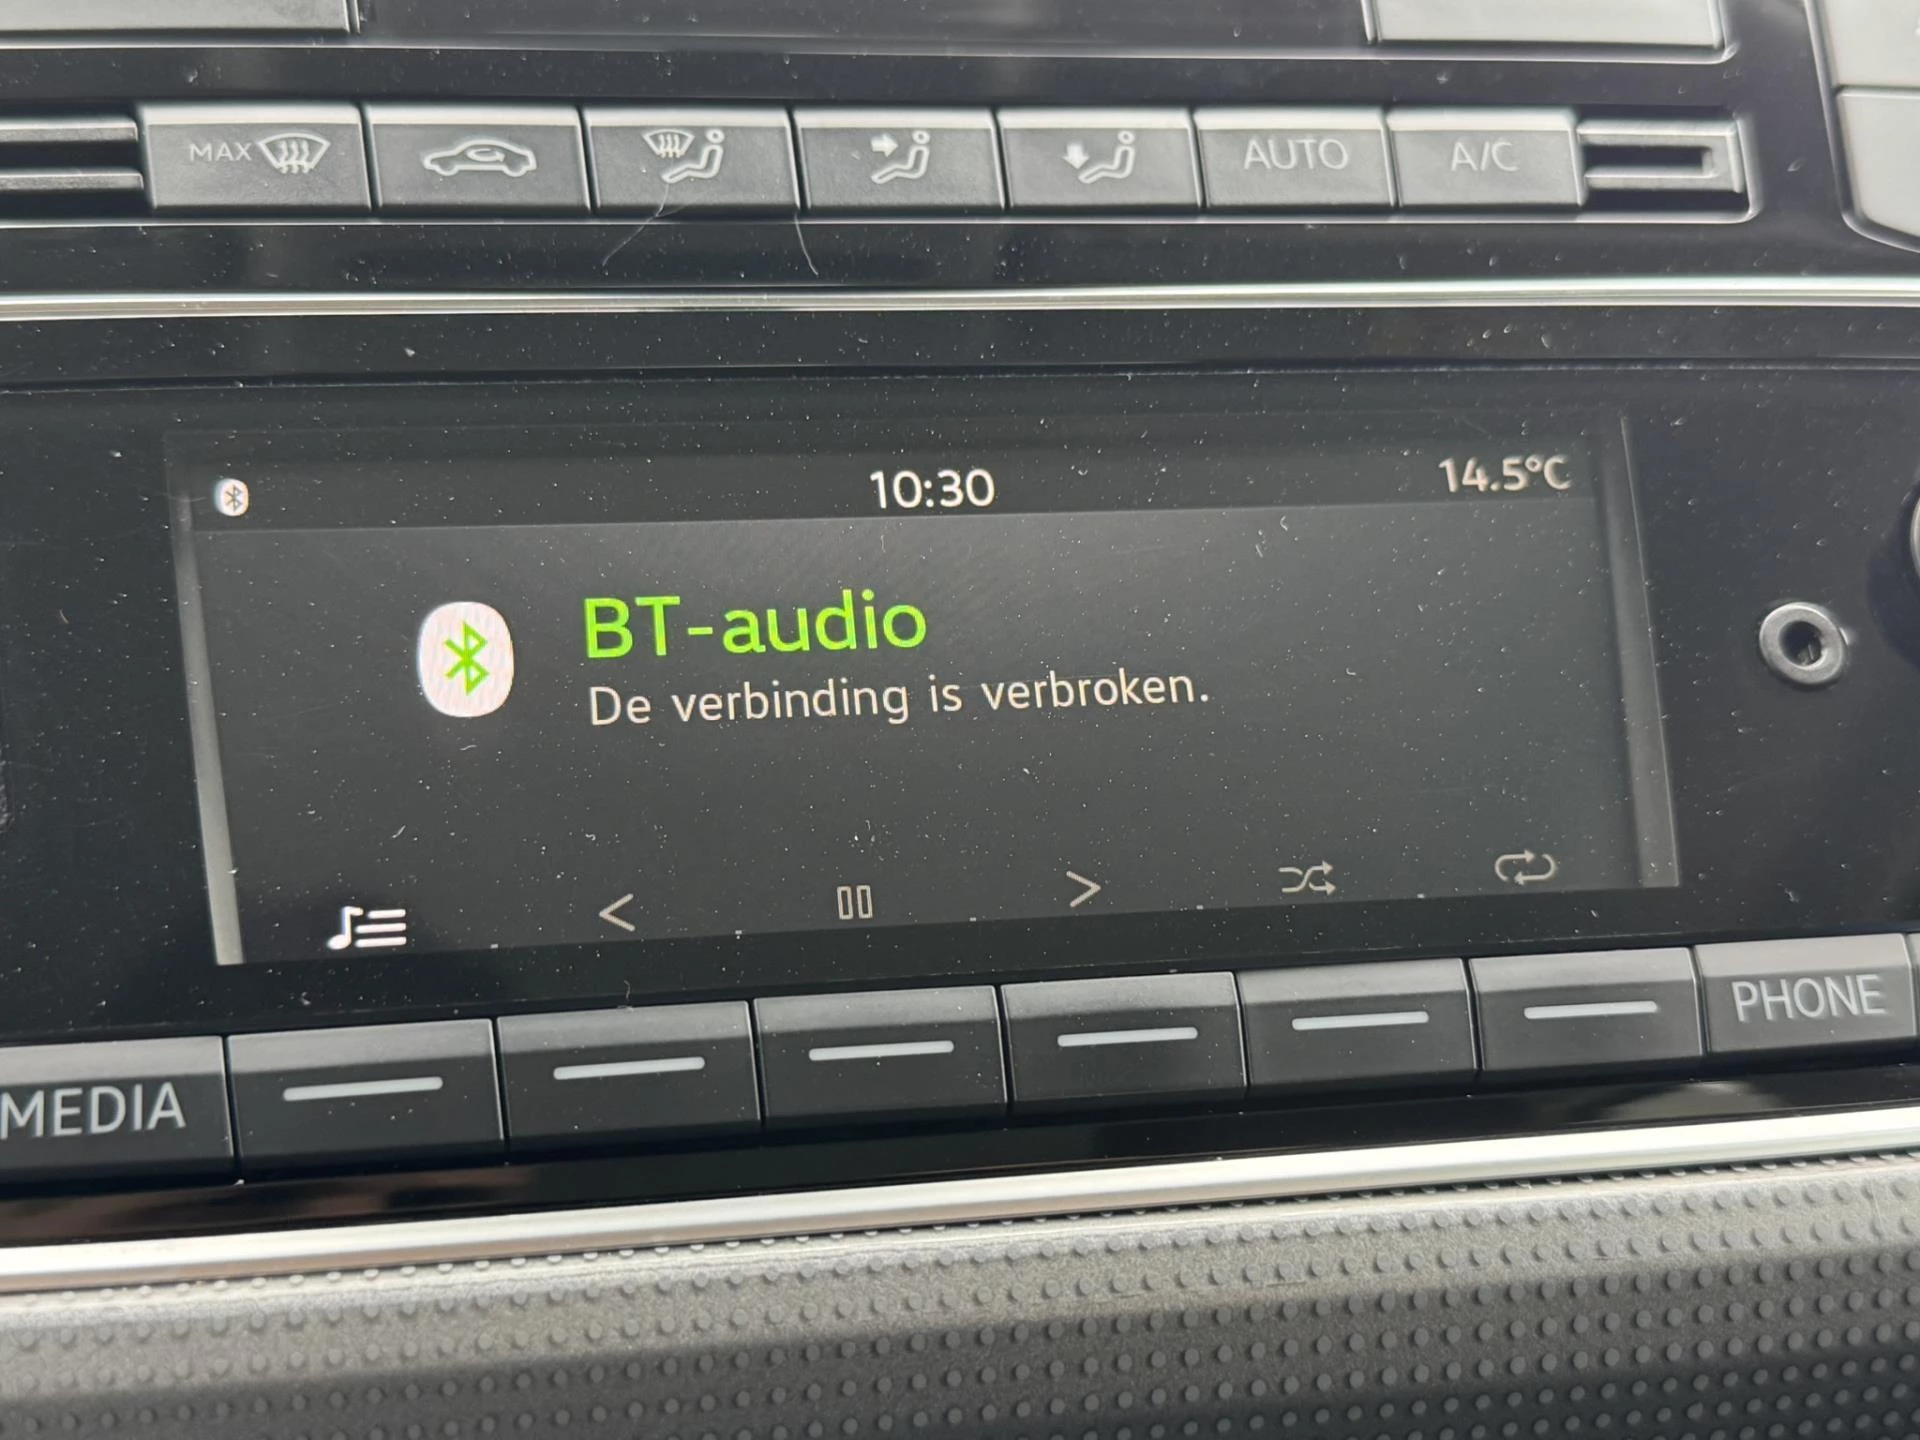 MAX
AUTO
A/C
10:30
14.5°C
BT-audio
De verbinding is verbroken.
MEDIA
PHONE